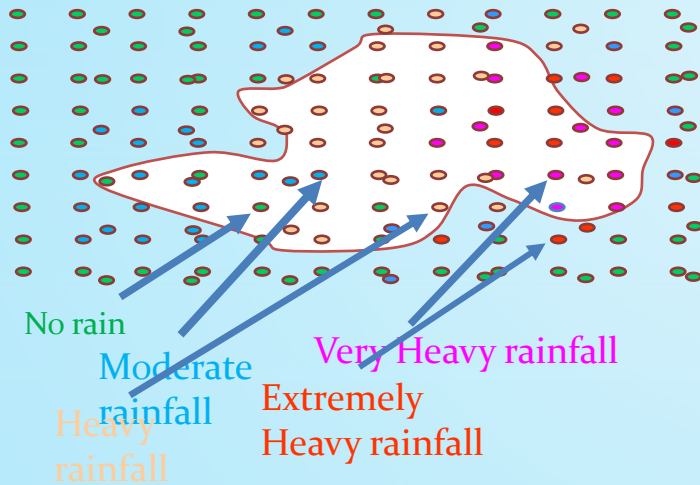 No rain
Moderate
rainfall
Heavy
rainfall
Very Heavy rainfall
Extremely
Heavy rainfall